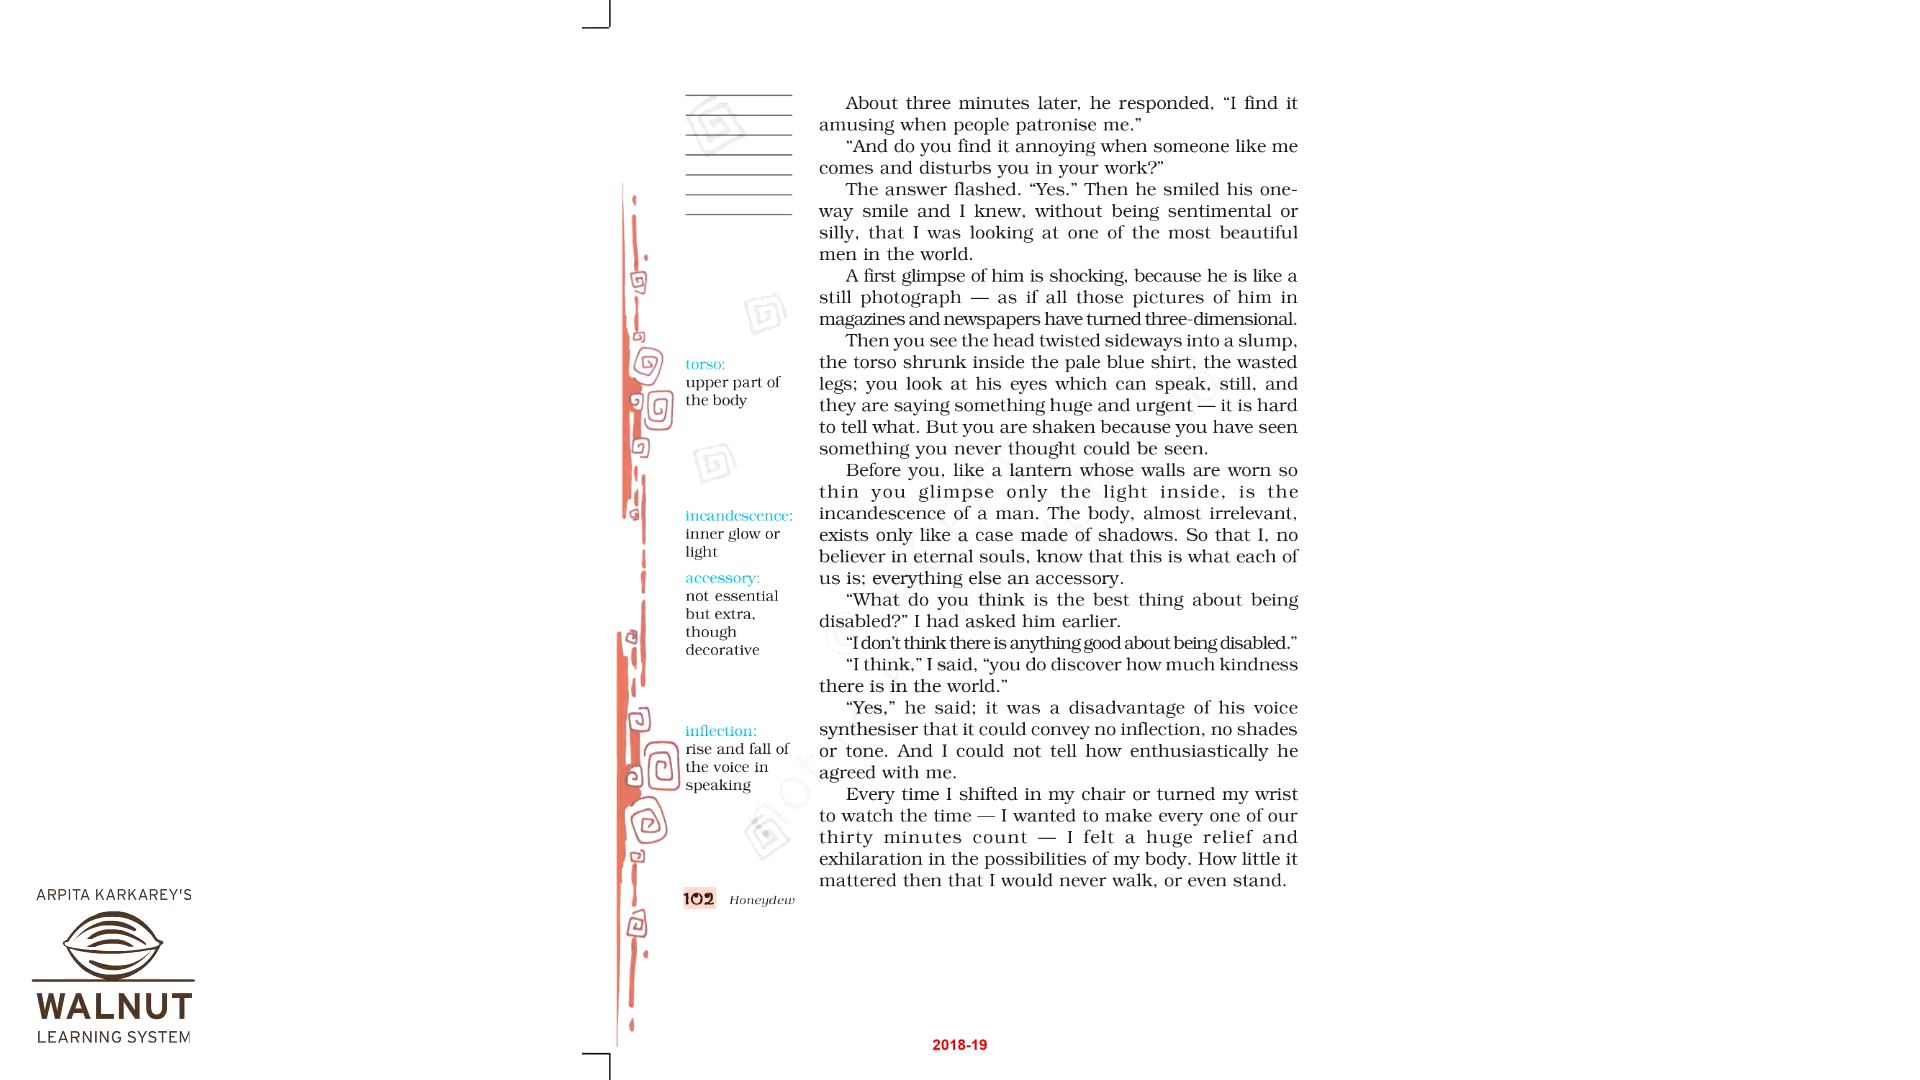 About three minutes later, he responded, “I find it
amusing when people patronise me.”
“And do you find it annoying when someone like me
comes and disturbs you in your work?”
The answer flashed. “Yes.” Then he smiled his one-
way smile and I knew, without being sentimental or
silly, that I was looking at one of the most beautiful
men in the world.
A first glimpse of him is shocking, because he is like a
still photograph — as if all those pictures of him in
magazines and newspapers have turned three-dimensional.
Then you see the head twisted sideways into a slump,
the torso shrunk inside the pale blue shirt, the wasted
legs; you look at his eyes which can speak, still, and
they are saying something huge and urgent — it is hard
to tell what. But you are shaken because you have seen
something you never thought could be seen.
Before you, like a lantern whose walls are worn so
thin you glimpse only the light inside, is the
incandescence of a man. The body, almost irrelevant,
exists only like a case made of shadows. So that I, no
believer in eternal souls, know that this is what each of
us is; everything else an accessory.
“What do you think is the best thing about being
disabled?” I had asked him earlier.
“I don’t think there is anything good about being disabled.”
“I think,” I said, “you do discover how much kindness
there is in the world.”
“Yes,” he said; it was a disadvantage of his voice
synthesiser that it could convey no inflection, no shades
or tone. And I could not tell how enthusiastically he
agreed with me.
Every time I shifted in my chair or turned my wrist
to watch the time — I wanted to make every one of our
thirty minutes count — I felt a huge relief and
exhilaration in the possibilities of my body. How little it
mattered then that I would never walk, or even stand.
torso:
upper part of
the body
incandescence:
inner glow or
light
accessory:
not essential
but extra,
though
decorative
inflection:
rise and fall of
the voice in
speaking
102 Honeydew
ARPITA KARKAREY'S
WALNUT
LEARNING SYSTEM
2018-19